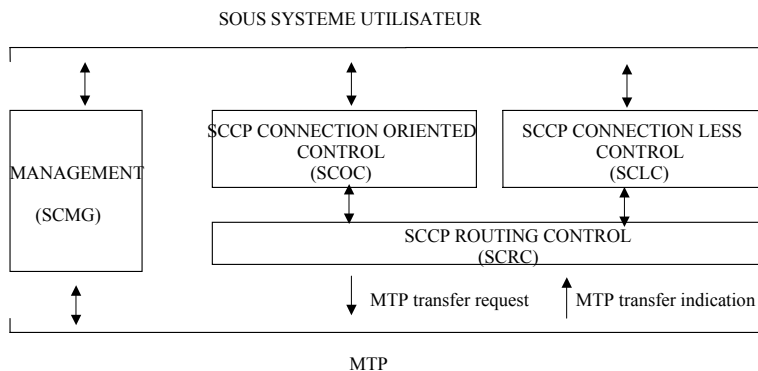 SOUS SYSTEME UTILISATEUR
MANAGEMENT
(SCMG)
SCCP CONNECTION ORIENTED
CONTROL
(SCOC)
SCCP CONNECTION LESS
CONTROL
(SCLC)
SCCP ROUTING CONTROL
(SCRC)
MTP transfer request
MTP transfer indication
MTP